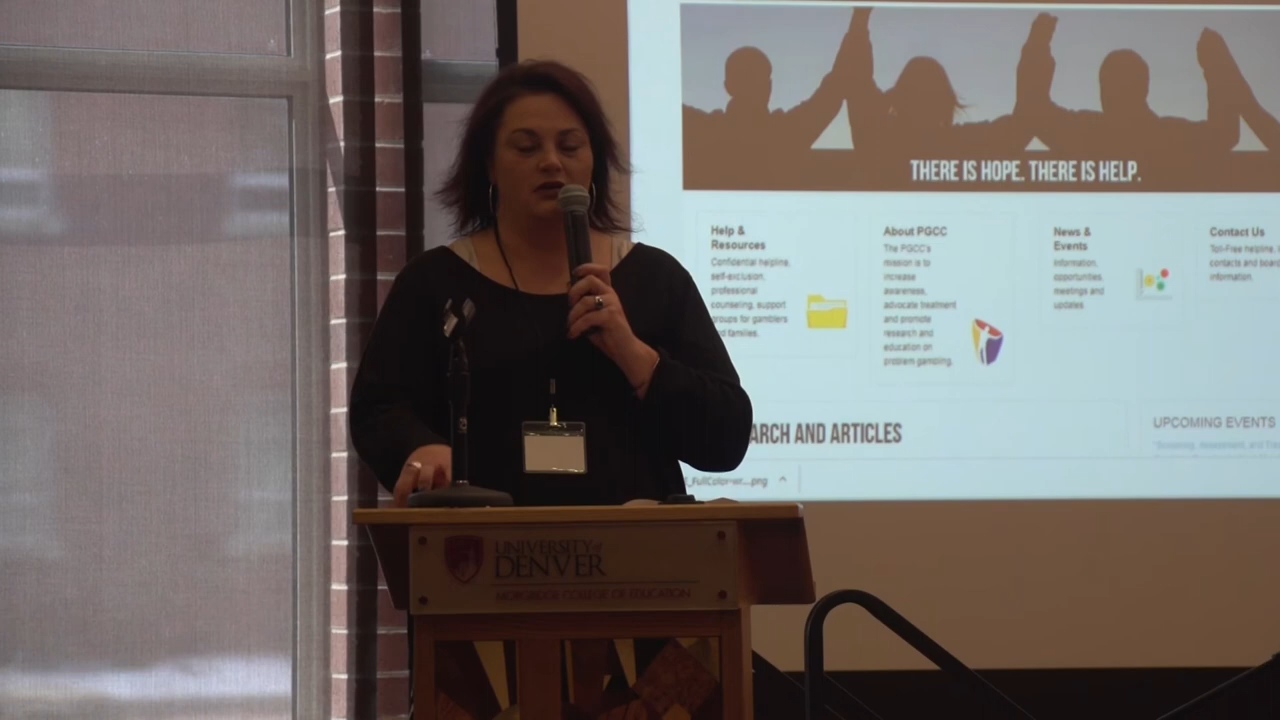 THERE IS HOPE. THERE IS HELP.
Help &
Resources
Confidential helpline,
self-exclusion,
professional
counseling, support
groups for gamblers
families.
About PGCC
The PGCC's
mission is to
increase
awareness,
advocate treatment
and promote
research and
education on
problem gambling.
News &
Events
Information,
opportunities,
meetings and
updates.
Contact Us
Toll-Free helpline,
contacts and board
information.
ARCH AND ARTICLES
UPCOMING EVENTS
UNIVERSITY of
DENVER
MORGRIDGE COLLEGE OF EDUCATION